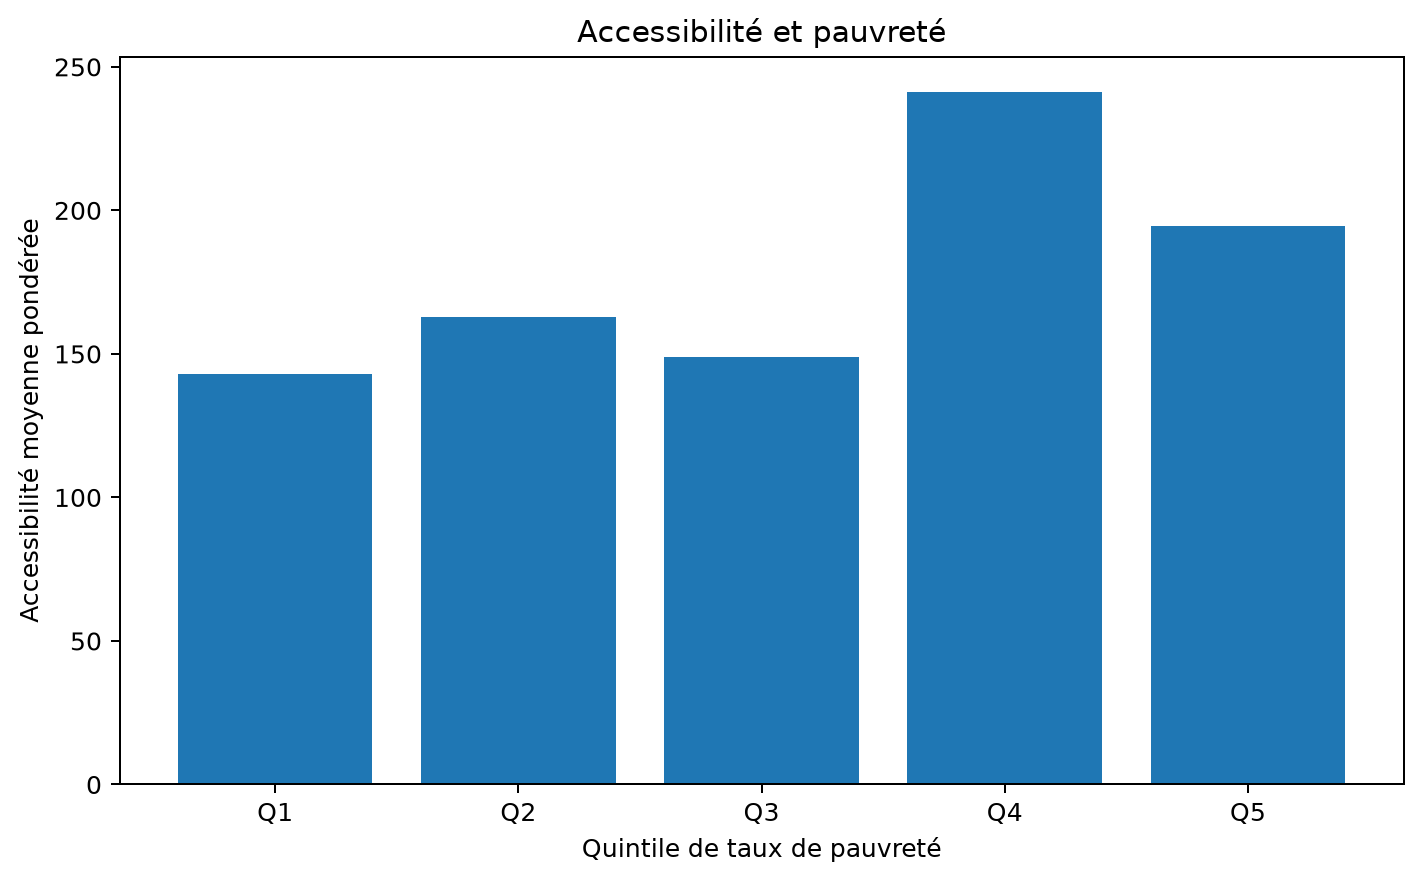 Accessibilité et pauvreté
Accessibilité moyenne pondérée
250
200
150
100
50
0
Q1 Q2 Q3 Q4 Q5
Quintile de taux de pauvreté